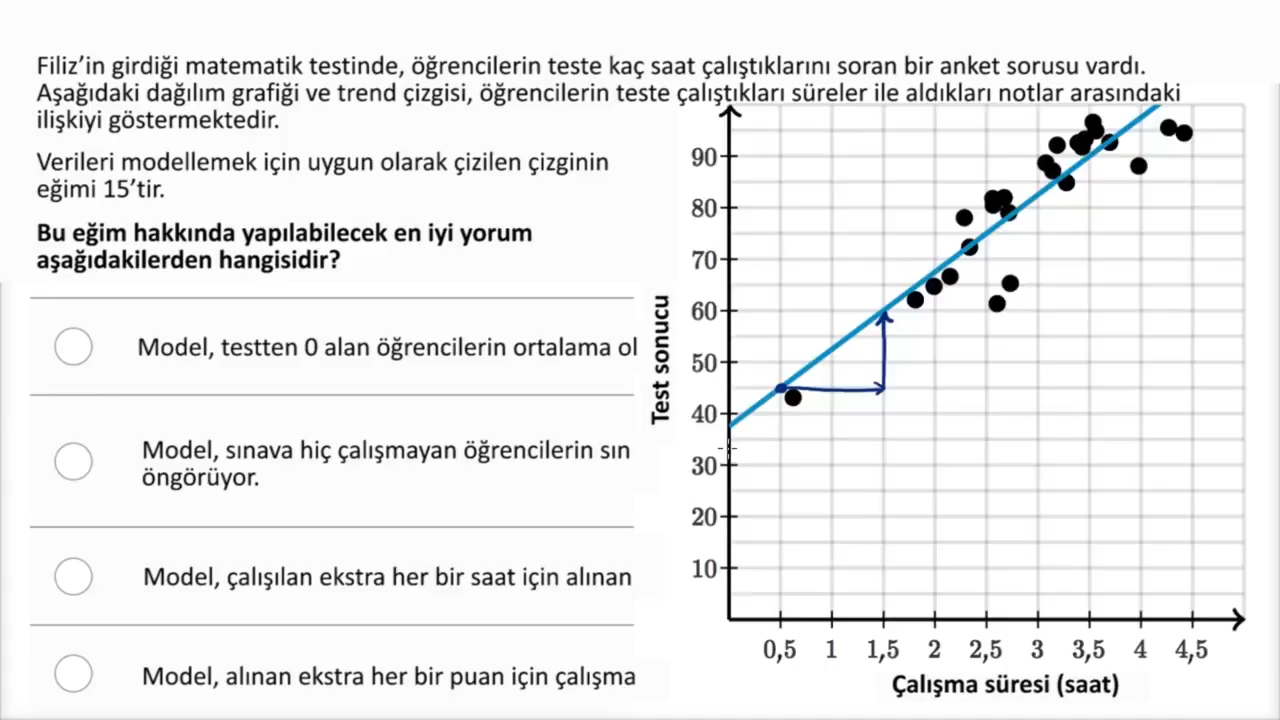 Filiz’in girdiği matematik testinde, öğrencilerin teste kaç saat çalıştıklarını soran bir anket sorusu vardı.
Aşağıdaki dağılım grafiği ve trend çizgisi, öğrencilerin teste çalıştıkları süreler ile aldıkları notlar arasındaki
ilişkiyi göstermektedir.
Verileri modellemek için uygun olarak çizilen çizginin
eğimi 15’tir.
Bu eğim hakkında yapılabilecek en iyi yorum
aşağıdakilerden hangisidir?
Model, testten 0 alan öğrencilerin ortalama ol
Model, sınava hiç çalışmayan öğrencilerin sın
öngörüyor.
Model, çalışılan ekstra her bir saat için alınan
Model, alınan ekstra her bir puan için çalışma
Test sonucu
90
80
70
60
50
40
30
20
10
0,5 1 1,5 2 2,5 3 3,5 4 4,5
Çalışma süresi (saat)